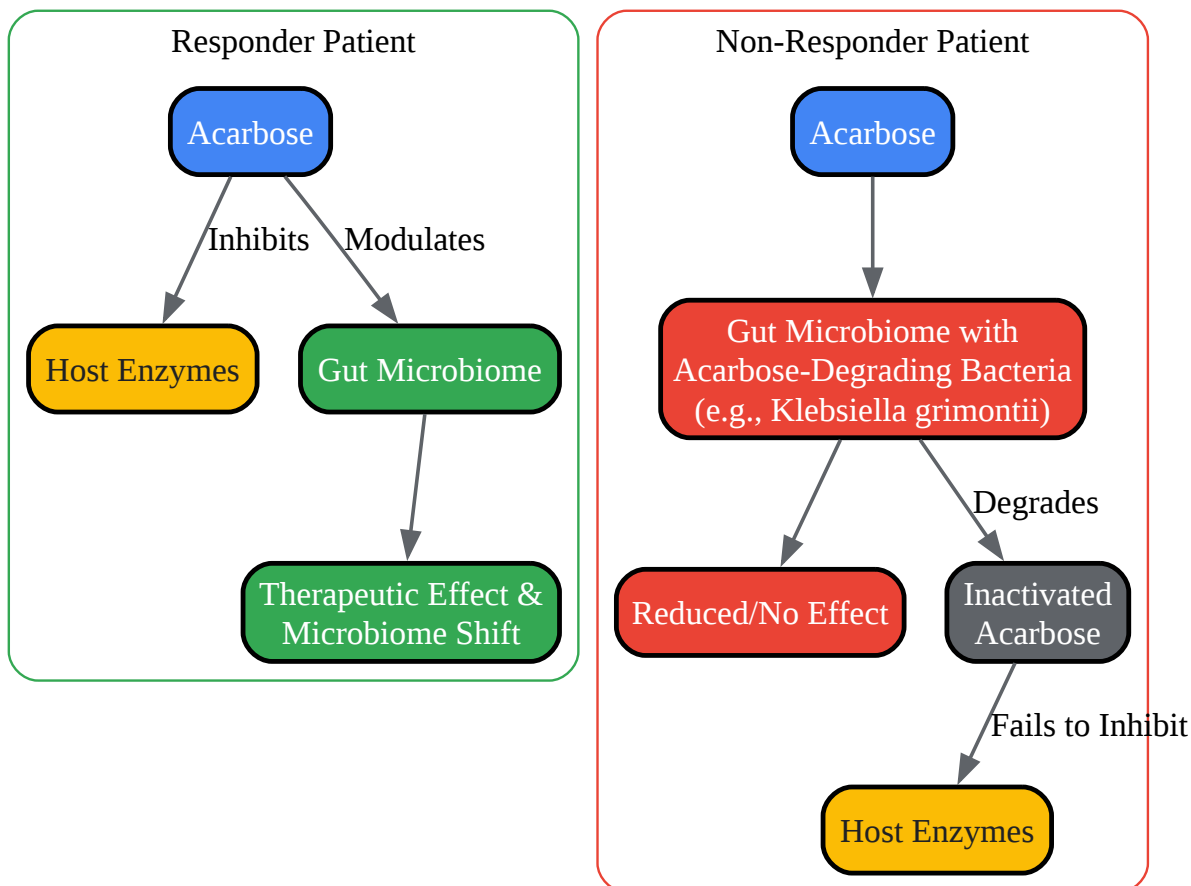 Responder Patient
Acarbose
Inhibits
Modulates
Host Enzymes
Gut Microbiome
Therapeutic Effect &
Microbiome Shift
Non-Responder Patient
Acarbose
Gut Microbiome with
Acarbose-Degrading Bacteria
(e.g., Klebsiella grimontii)
Degrades
Reduced/No Effect
Inactivated
Acarbose
Fails to Inhibit
Host Enzymes